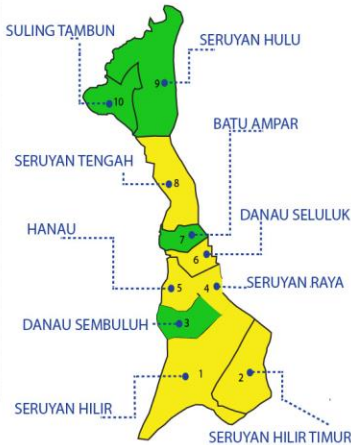 SULING TAMBUN
SERUYAN HULU
9
10
BATU AMPAR
SERUYAN TENGAH
8
DANAU SELULUK
HANAU
7
6
SERUYAN RAYA
5
4
DANAU SEMBULUH
3
1
2
SERUYAN HILIR
SERUYAN HILIR TIMUR